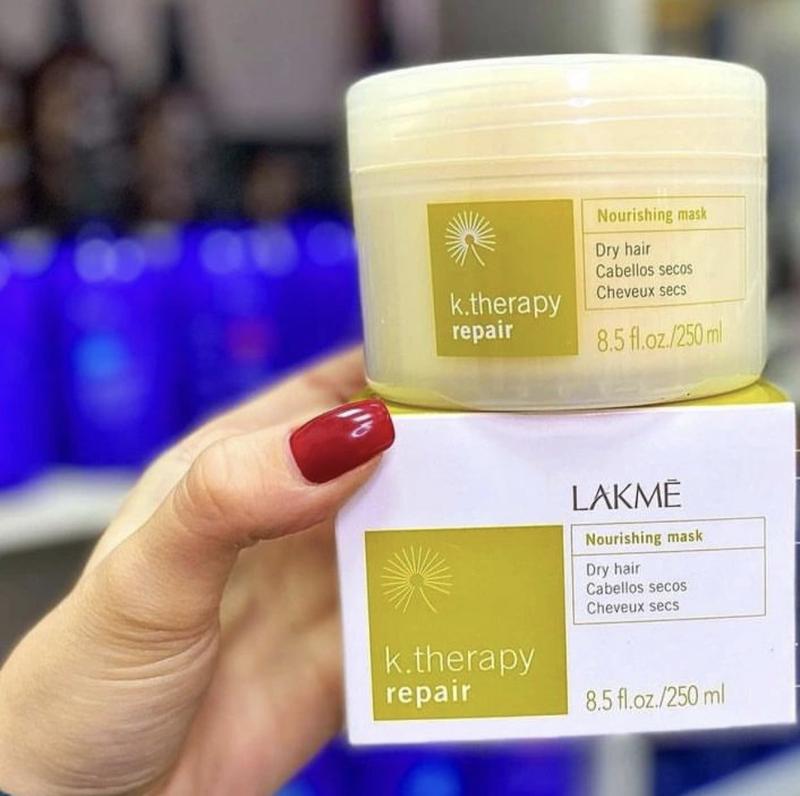 Nourishing mask
Dry hair
Cabellos secos
Cheveux secs
k.therapy
repair
8.5 fl.oz./250 ml
LAKMĒ
Nourishing mask
Dry hair
Cabellos secos
Cheveux secs
k.therapy
repair
8.5 fl.oz./250 ml